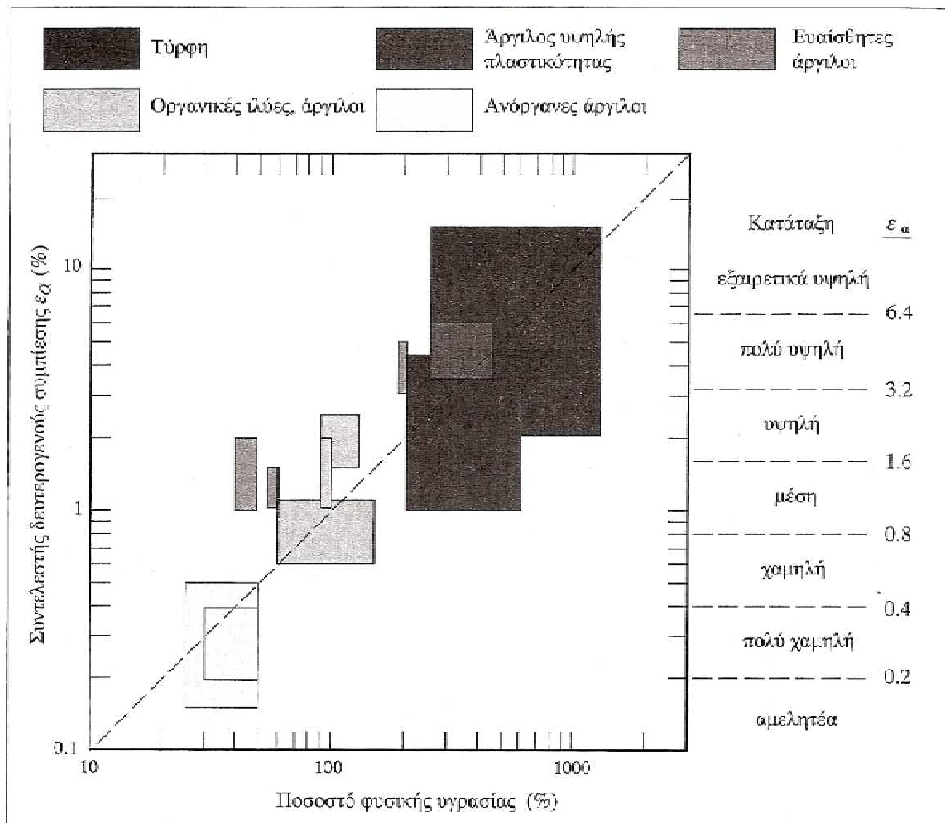 Τύρφη
Άργιλος υψηλής
πλαστικότητας
Ευαίσθητες
άργιλοι
Οργανικές ιλύες, άργιλοι
Ανόργανες άργιλοι
Συντελεστής δευτερογενούς συμπίεσης εα (%)
10
1
0.1
10
100
1000
Ποσοστό φυσικής υγρασίας (%)
Κατάταξη εα
εξαιρετικά υψηλή
6.4
πολύ υψηλή
3.2
υψηλή
1.6
μέση
0.8
χαμηλή
0.4
πολύ χαμηλή
0.2
αμελητέα